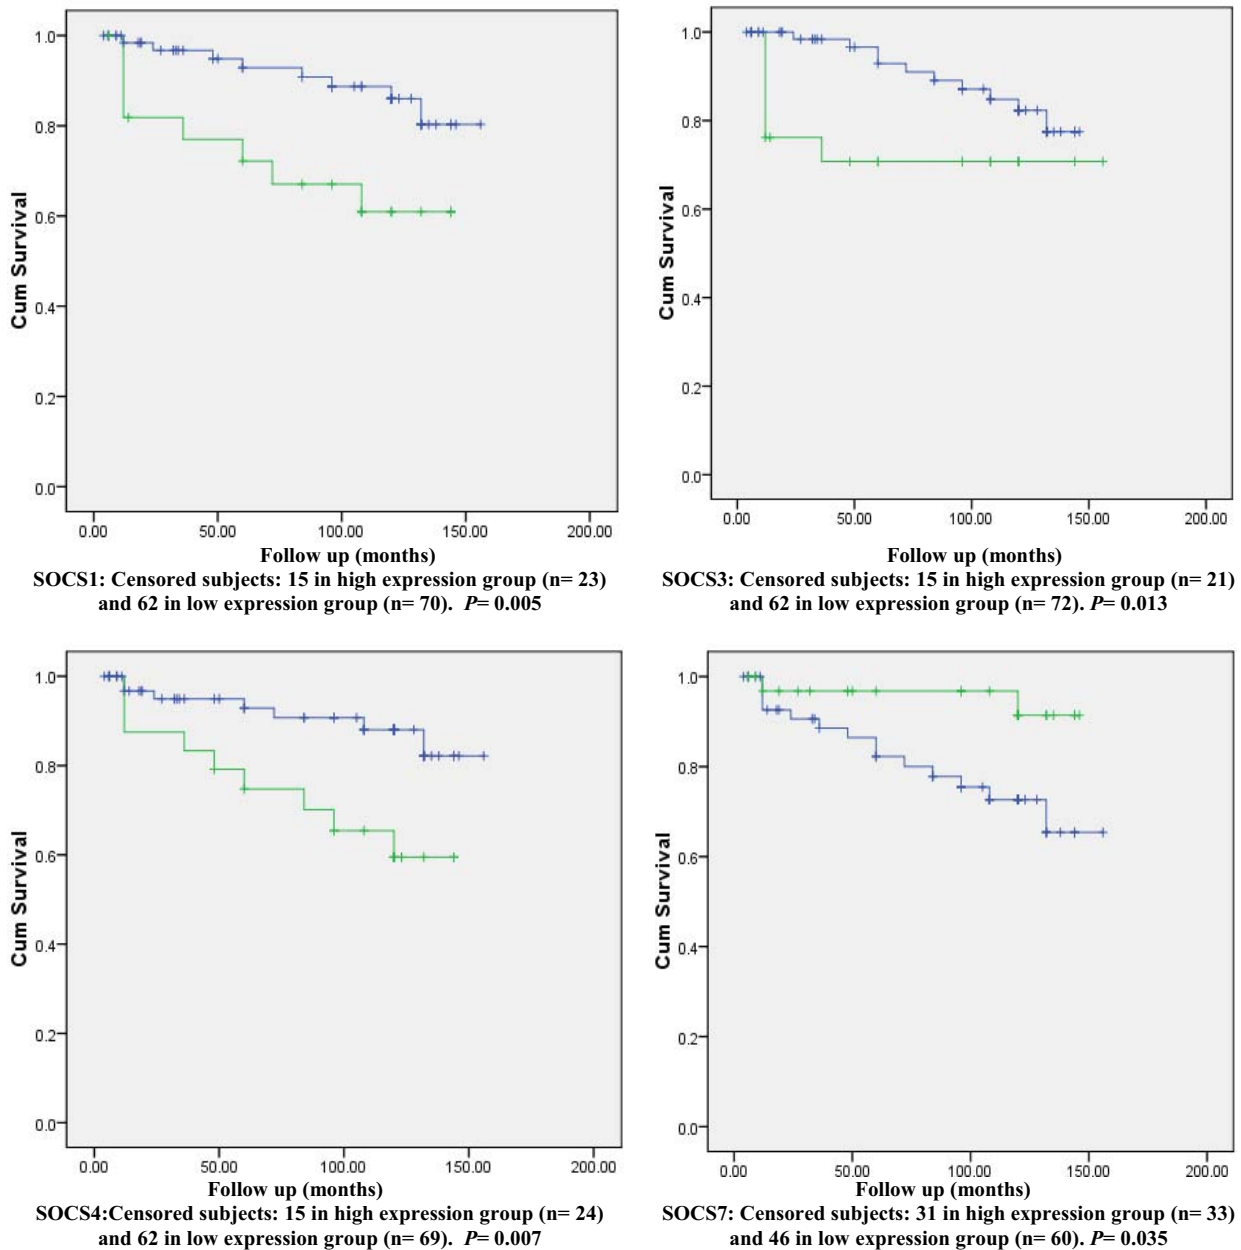 1.0
0.8
0.6
0.4
0.2
0.0
Cum Survival
0.00 50.00 100.00 150.00 200.00
Follow up (months)
SOCS1: Censored subjects: 15 in high expression group (n= 23)
and 62 in low expression group (n= 70). P= 0.005
1.0
0.8
0.6
0.4
0.2
0.0
Cum Survival
0.00 50.00 100.00 150.00 200.00
Follow up (months)
SOCS3: Censored subjects: 15 in high expression group (n= 21)
and 62 in low expression group (n= 72). P= 0.013
1.0
0.8
0.6
0.4
0.2
0.0
Cum Survival
0.00 50.00 100.00 150.00 200.00
Follow up (months)
SOCS4:Censored subjects: 15 in high expression group (n= 24)
and 62 in low expression group (n= 69). P= 0.007
1.0
0.8
0.6
0.4
0.2
0.0
Cum Survival
0.00 50.00 100.00 150.00 200.00
Follow up (months)
SOCS7: Censored subjects: 31 in high expression group (n= 33)
and 46 in low expression group (n= 60). P= 0.035